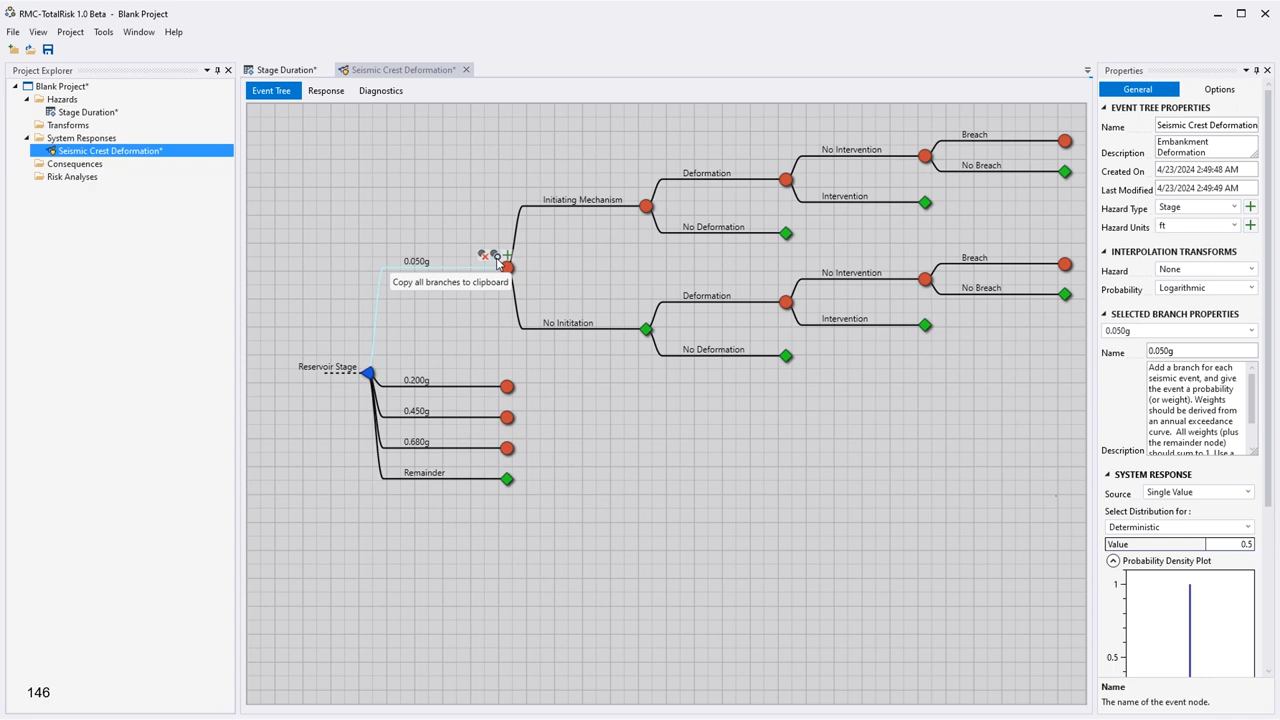 RMC-TotalRisk 1.0 Beta - Blank Project
File View Project Tools Window Help
Project Explorer
Blank Project*
Hazards
Stage Duration*
Transforms
System Responses
Seismic Crest Deformation*
Consequences
Risk Analyses
Stage Duration* Seismic Crest Deformation*
Event Tree Response Diagnostics
Breach
No Intervention
No Breach
Deformation
Intervention
Initiating Mechanism
No Deformation
0.050g
Copy all branches to clipboard
Breach
No Intervention
No Breach
Deformation
Intervention
No Inititation
No Deformation
Reservoir Stage
0.200g
0.450g
0.680g
Remainder
146
Properties
General Options
EVENT TREE PROPERTIES
Name Seismic Crest Deformation
Description Embankment
Deformation
Created On 4/23/2024 2:49:48 AM
Last Modified 4/23/2024 2:49:49 AM
Hazard Type Stage
Hazard Units ft
INTERPOLATION TRANSFORMS
Hazard None
Probability Logarithmic
SELECTED BRANCH PROPERTIES
0.050g
Name 0.050g
Add a branch for each
seismic event, and give
the event a probability
(or weight). Weights
should be derived from
an annual exceedance
curve. All weights (plus
the remainder node)
Description should sum to 1. Use a
SYSTEM RESPONSE
Source Single Value
Select Distribution for :
Deterministic
Value 0.5
Probability Density Plot
1
0.5
Name
The name of the event node.